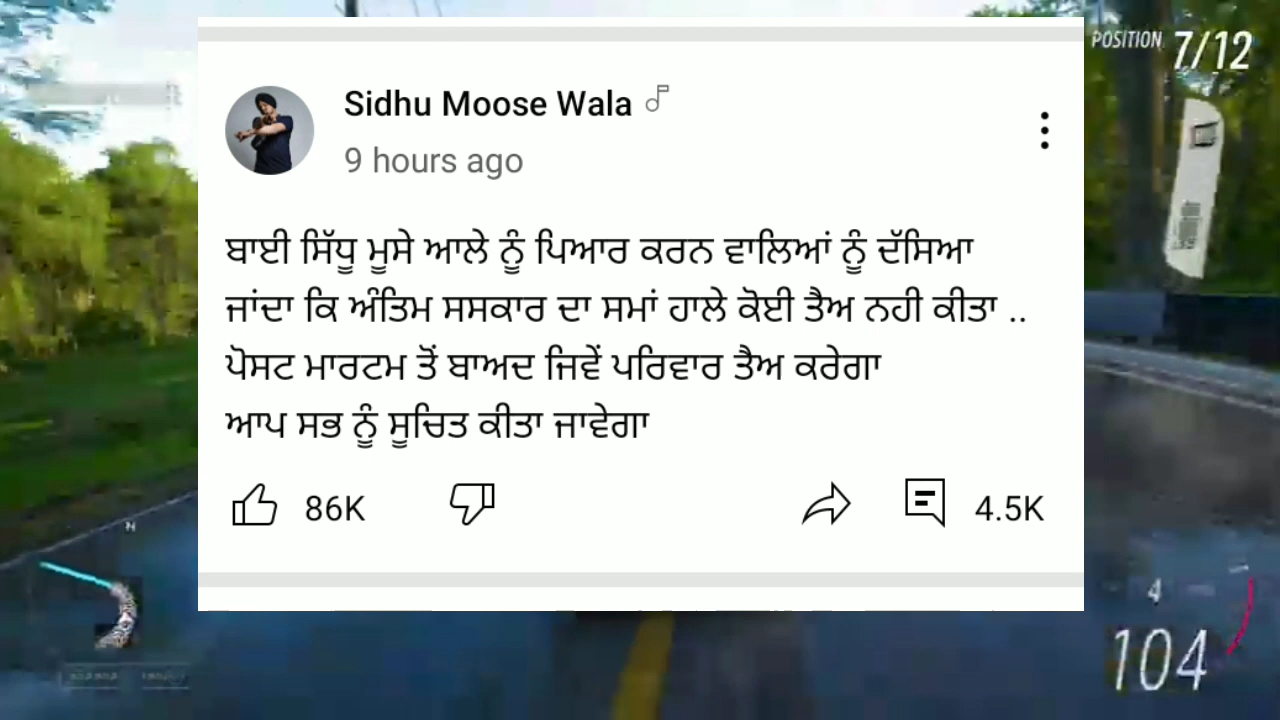 POSITION 7/12
Sidhu Moose Wala
9 hours ago
ਬਾਈ ਸਿੱਧੂ ਮੂਸੇ ਆਲੇ ਨੂੰ ਪਿਆਰ ਕਰਨ ਵਾਲਿਆਂ ਨੂੰ ਦੱਸਿਆ
ਜਾਂਦਾ ਕਿ ਅੰਤਿਮ ਸਸਕਾਰ ਦਾ ਸਮਾਂ ਹਾਲੇ ਕੋਈ ਤੈਅ ਨਹੀ ਕੀਤਾ ..
ਪੋਸਟ ਮਾਰਟਮ ਤੋਂ ਬਾਅਦ ਜਿਵੇਂ ਪਰਿਵਾਰ ਤੈਅ ਕਰੇਗਾ
ਆਪ ਸਭ ਨੂੰ ਸੂਚਿਤ ਕੀਤਾ ਜਾਵੇਗਾ
86K 4.5K
N
4
104